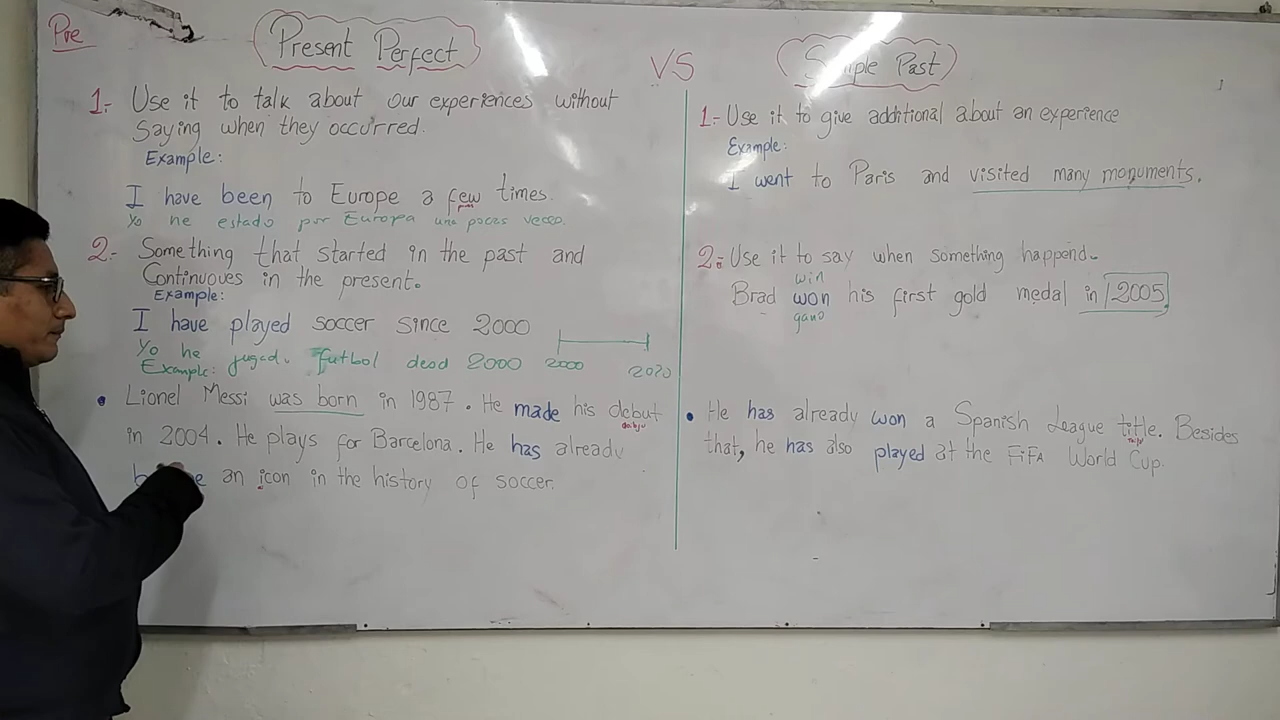 Pre
Present Perfect
VS
Simple Past
1.- Use it to talk about our experiences without
saying when they occurred.
Example:
I have been to Europe a few times.
Yo he estado por Europa una pocas veces.
2.- Something that started in the past and
Continuoes in the present.
Example:
I have played soccer since 2000
Yo he jugado futbol desd 2000
2000 2020
Example:
• Lionel Messi was born in 1987. He made his debut
in 2004. He plays for Barcelona. He has already
an icon in the history of soccer.
1.- Use it to give additional about an experience
Example:
I went to Paris and visited many monuments.
2.- Use it to say when something happend.
win
Brad won his first gold medal in 2005
gano
• He has already won a Spanish League title. Besides
that, he has also played at the FiFA World Cup.